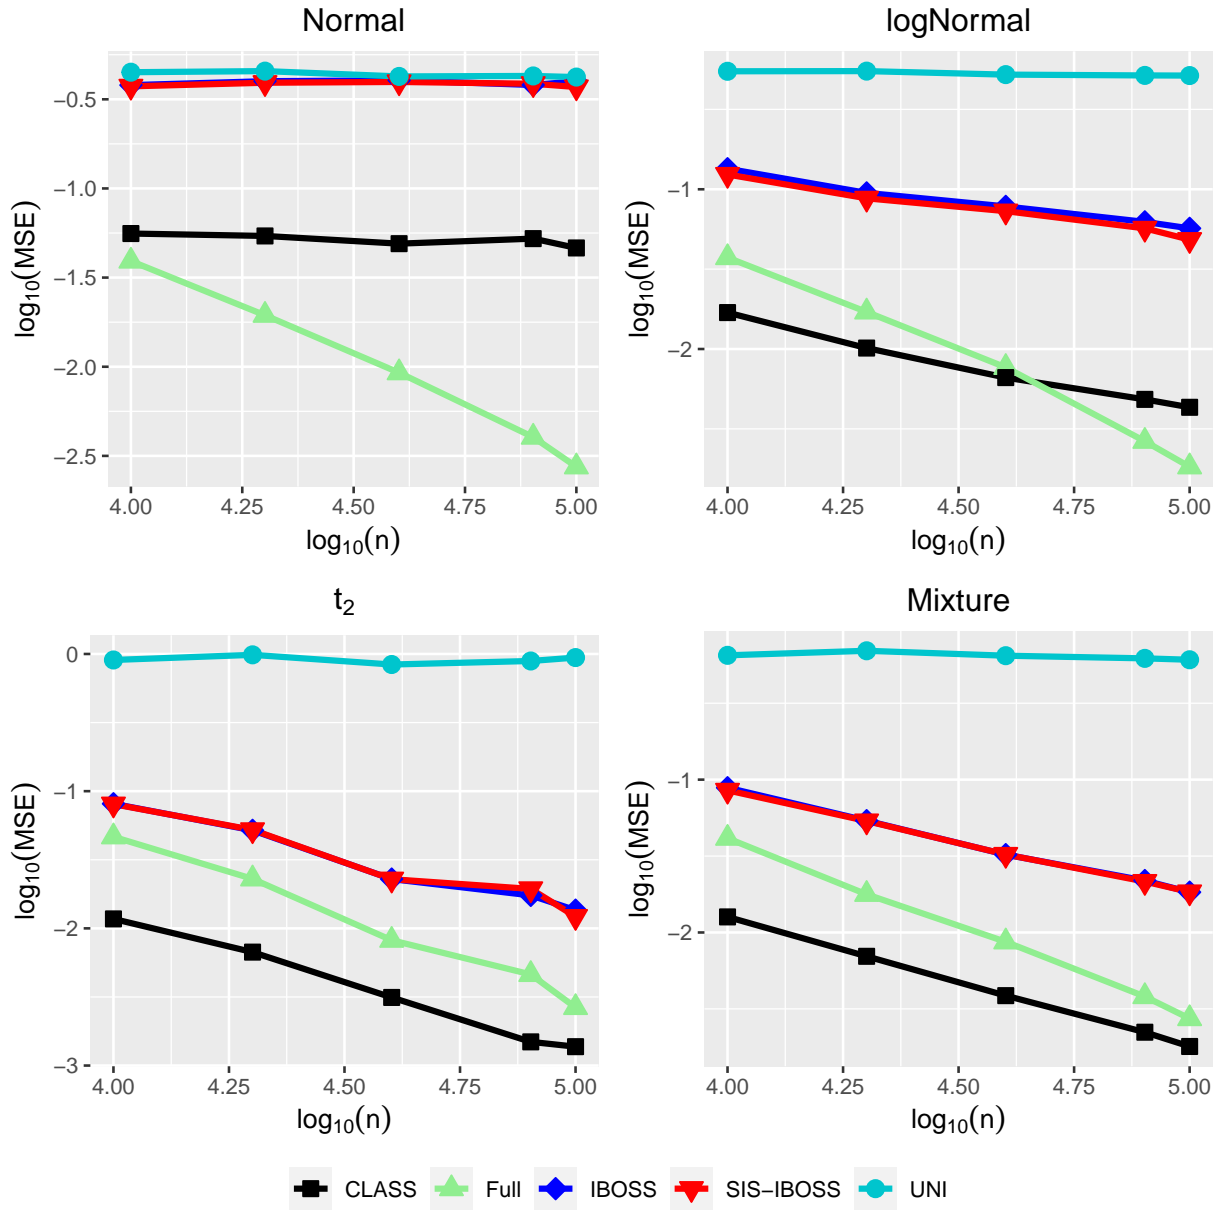 Normal
−0.5
−1.0
−1.5
−2.0
−2.5
log10(MSE)
4.00 4.25 4.50 4.75 5.00
log10(n)
logNormal
−1
−2
log10(MSE)
4.00 4.25 4.50 4.75 5.00
log10(n)
t2
0
−1
−2
−3
log10(MSE)
4.00 4.25 4.50 4.75 5.00
log10(n)
Mixture
−1
−2
log10(MSE)
4.00 4.25 4.50 4.75 5.00
log10(n)
CLASS Full IBOSS SIS−IBOSS UNI